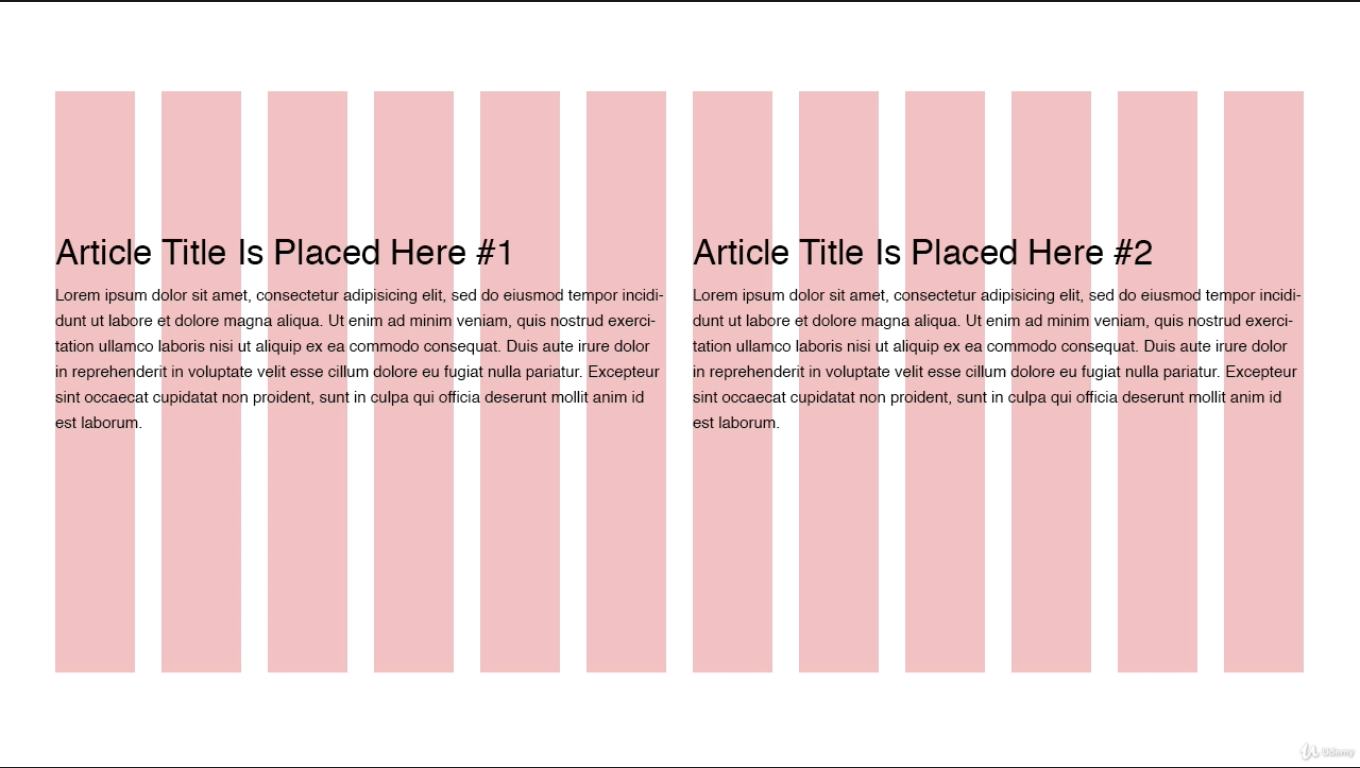 Article Title Is Placed Here #1
Lorem ipsum dolor sit amet, consectetur adipisicing elit, sed do eiusmod tempor incidi-
dunt ut labore et dolore magna aliqua. Ut enim ad minim veniam, quis nostrud exerci-
tation ullamco laboris nisi ut aliquip ex ea commodo consequat. Duis aute irure dolor
in reprehenderit in voluptate velit esse cillum dolore eu fugiat nulla pariatur. Excepteur
sint occaecat cupidatat non proident, sunt in culpa qui officia deserunt mollit anim id
est laborum.
Article Title Is Placed Here #2
Lorem ipsum dolor sit amet, consectetur adipisicing elit, sed do eiusmod tempor incidi-
dunt ut labore et dolore magna aliqua. Ut enim ad minim veniam, quis nostrud exerci-
tation ullamco laboris nisi ut aliquip ex ea commodo consequat. Duis aute irure dolor
in reprehenderit in voluptate velit esse cillum dolore eu fugiat nulla pariatur. Excepteur
sint occaecat cupidatat non proident, sunt in culpa qui officia deserunt mollit anim id
est laborum.
Udemy